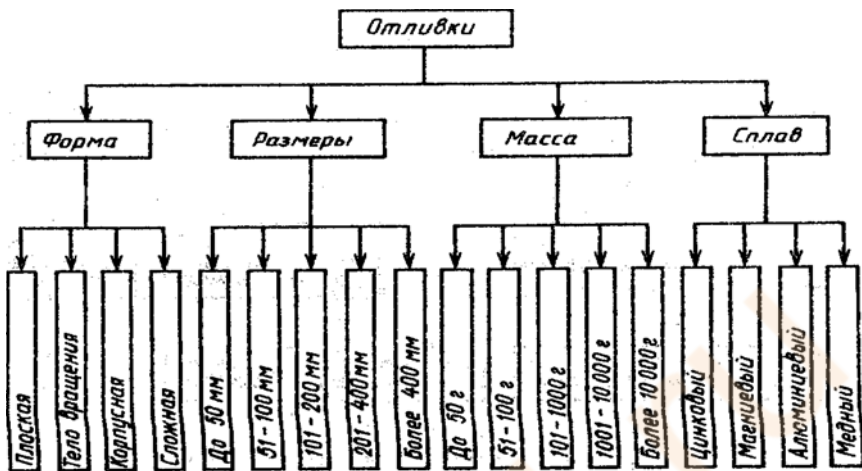 Отливки
Форма
Размеры
Масса
Сплав
Плоская
Тело вращения
Корпусная
Сложная
До 50 мм
51-100 мм
101-200 мм
201-400 мм
Более 400 мм
До 50 г
51-100 г
101-1000 г
1001-10 000 г
Более 10 000 г
Цинковый
Магниевый
Алюминиевый
Медный